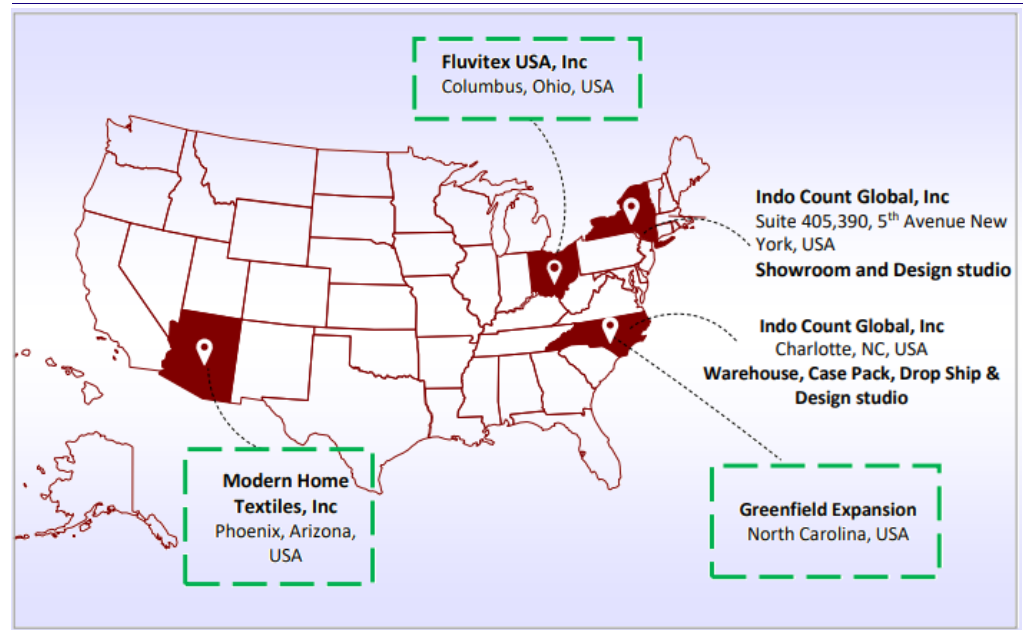 Fluvitex USA, Inc
Columbus, Ohio, USA
Indo Count Global, Inc
Suite 405,390, 5th Avenue New
York, USA
Showroom and Design studio
Indo Count Global, Inc
Charlotte, NC, USA
Warehouse, Case Pack, Drop Ship &
Design studio
Modern Home
Textiles, Inc
Phoenix, Arizona,
USA
Greenfield Expansion
North Carolina, USA